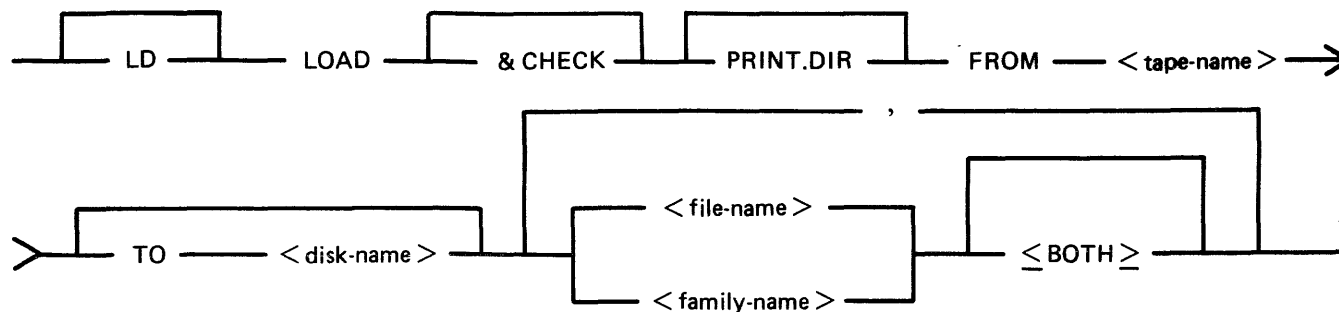 LD LOAD & CHECK PRINT.DIR FROM <tape-name>
,
<file-name>
TO <disk-name> <BOTH>
<family-name>